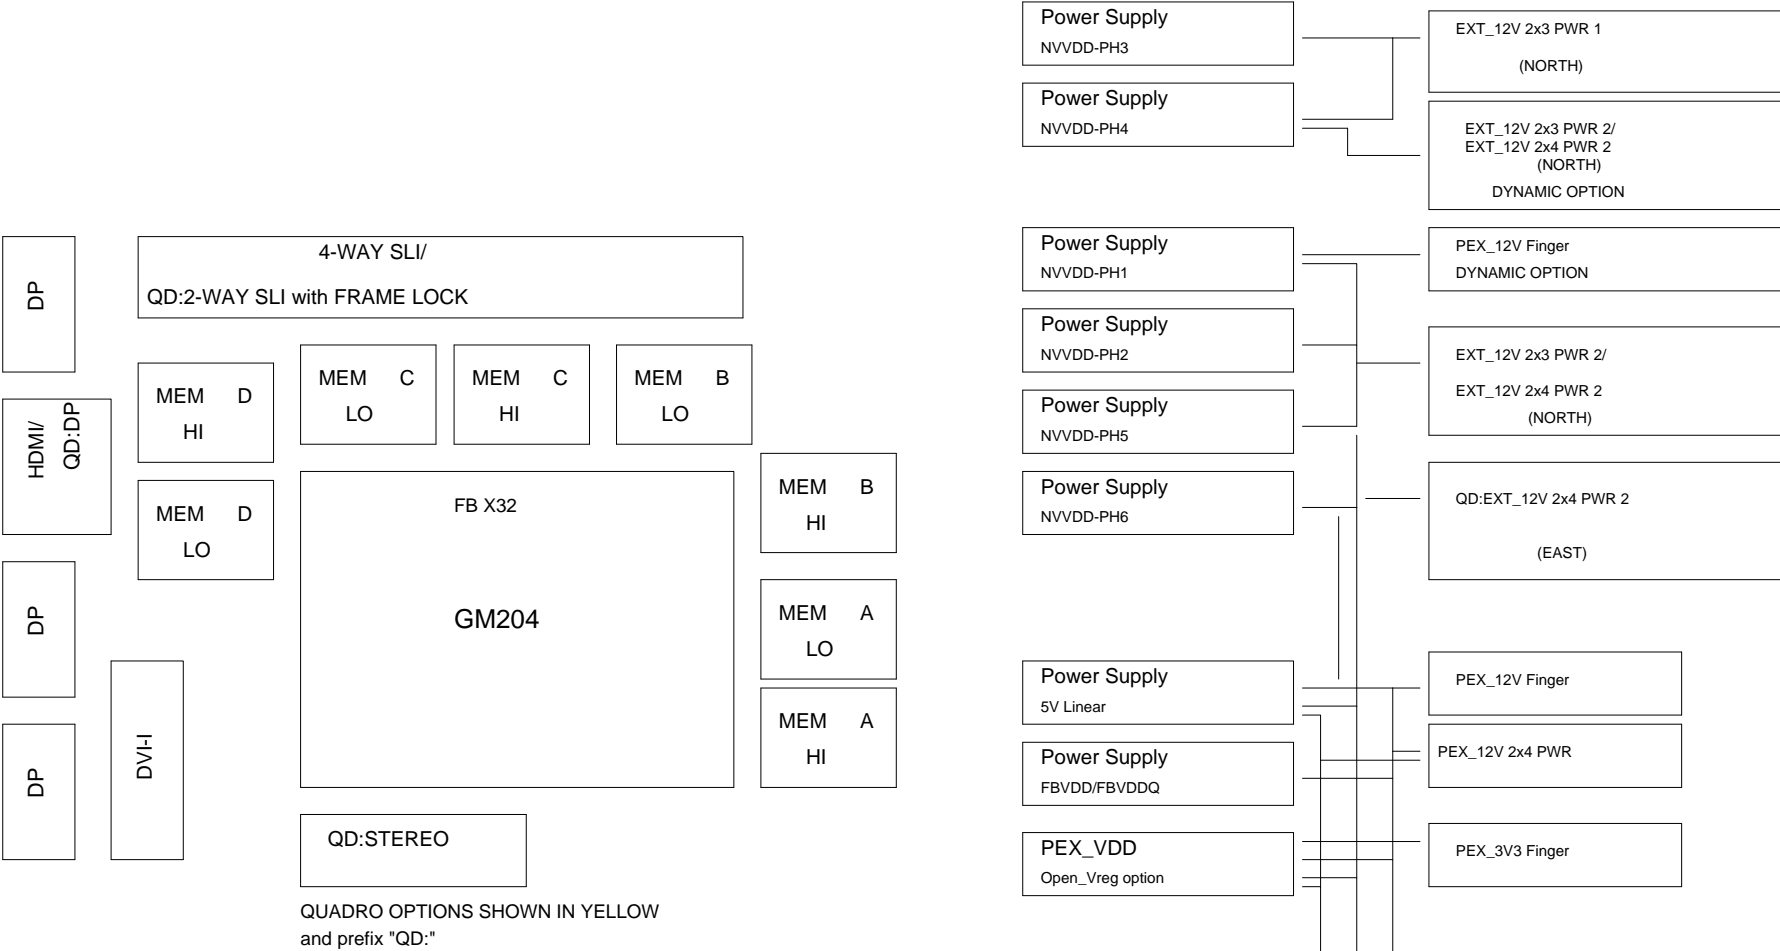 4-WAY SLI/
QD:2-WAY SLI with FRAME LOCK
DP
HDMI/
QD:DP
DP
DP
DVI-I
MEM D
HI
MEM D
LO
MEM C
LO
MEM C
HI
MEM B
LO
MEM B
HI
MEM A
LO
MEM A
HI
FB X32
GM204
QD:STEREO
QUADRO OPTIONS SHOWN IN YELLOW
and prefix "QD:"
Power Supply
NVVDD-PH3
Power Supply
NVVDD-PH4
Power Supply
NVVDD-PH1
Power Supply
NVVDD-PH2
Power Supply
NVVDD-PH5
Power Supply
NVVDD-PH6
Power Supply
5V Linear
Power Supply
FBVDD/FBVDDQ
PEX_VDD
Open_Vreg option
EXT_12V 2x3 PWR 1
(NORTH)
EXT_12V 2x3 PWR 2/
EXT_12V 2x4 PWR 2
(NORTH)
DYNAMIC OPTION
PEX_12V Finger
DYNAMIC OPTION
EXT_12V 2x3 PWR 2/
EXT_12V 2x4 PWR 2
(NORTH)
QD:EXT_12V 2x4 PWR 2
(EAST)
PEX_12V Finger
PEX_12V 2x4 PWR
PEX_3V3 Finger